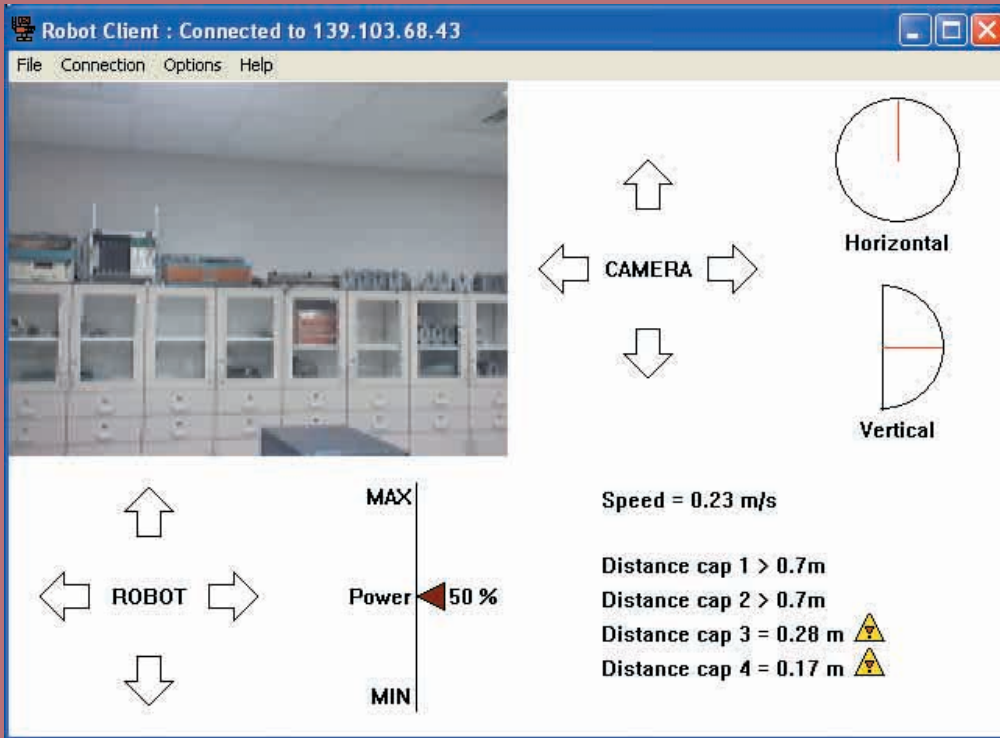 Robot Client : Connected to 139.103.68.43
File Connection Options Help
CAMERA
Horizontal
Vertical
ROBOT
MAX
Power 50 %
MIN
Speed = 0.23 m/s
Distance cap 1 > 0.7m
Distance cap 2 > 0.7m
Distance cap 3 = 0.28 m
Distance cap 4 = 0.17 m